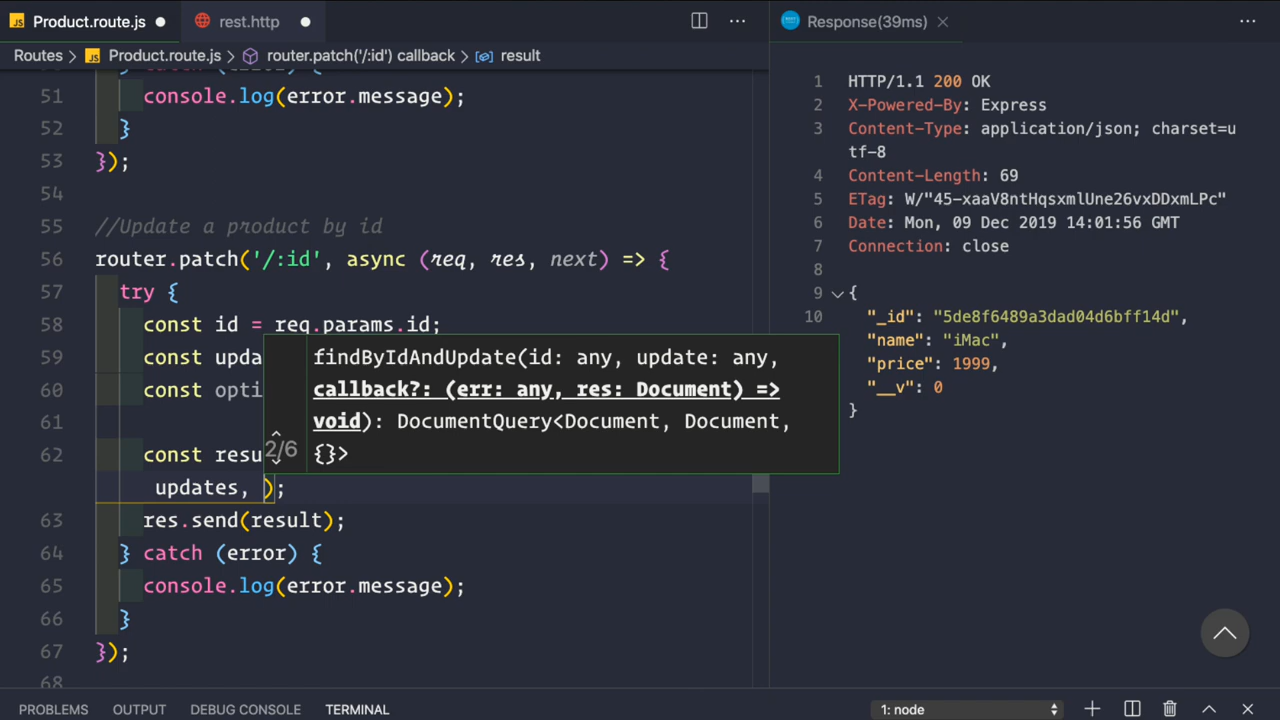 JS Product.route.js
rest.http
Response(39ms)
Routes > JS Product.route.js > router.patch('/:id') callback > result
51 console.log(error.message);
52 }
53 });
54
55 //Update a product by id
56 router.patch('/:id', async (req, res, next) => {
57 try {
58 const id = req.params.id;
59 const upda
60 const opti
61
62 const resu
updates, );
63 res.send(result);
64 } catch (error) {
65 console.log(error.message);
66 }
67 });
68
findByIdAndUpdate(id: any, update: any,
callback?: (err: any, res: Document) =>
void): DocumentQuery<Document, Document,
{}>
2/6
1 HTTP/1.1 200 OK
2 X-Powered-By: Express
3 Content-Type: application/json; charset=u
tf-8
4 Content-Length: 69
5 ETag: W/"45-xaaV8ntHqsxmlUne26vxDDxmLPc"
6 Date: Mon, 09 Dec 2019 14:01:56 GMT
7 Connection: close
8
9 {
10 "_id": "5de8f6489a3dad04d6bff14d",
"name": "iMac",
"price": 1999,
"__v": 0
}
PROBLEMS OUTPUT DEBUG CONSOLE TERMINAL 1: node